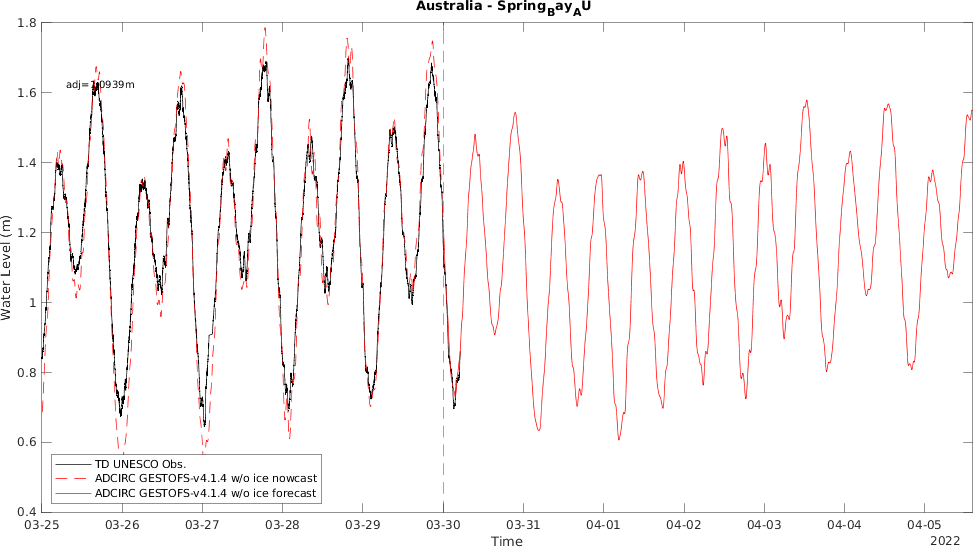 Australia - Spring_Bay_AU
1.8
1.6
1.4
1.2
1
0.8
0.6
0.4
Water Level (m)
adj=1.0939m
TD UNESCO Obs.
ADCIRC GESTOFS-v4.1.4 w/o ice nowcast
ADCIRC GESTOFS-v4.1.4 w/o ice forecast
03-25 03-26 03-27 03-28 03-29 03-30 03-31 04-01 04-02 04-03 04-04 04-05
Time
2022